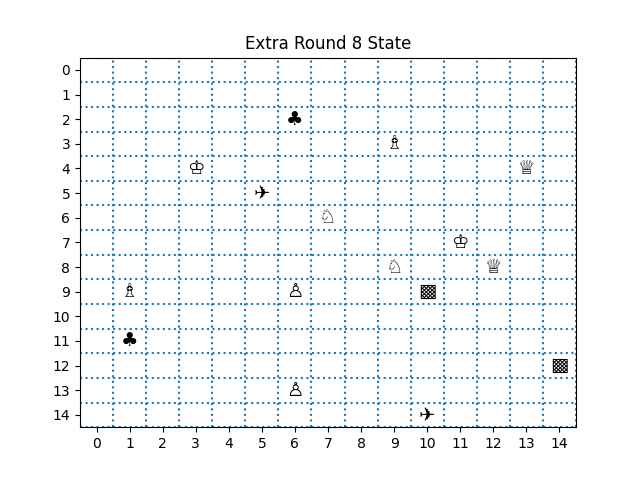 Extra Round 8 State
0
1
2 ♣
3 ♗
4 ♔ ♕
5 ✈
6 ♘
7 ♔
8 ♘ ♕
9 ♗ ♙ ▩
10
11 ♣
12 ▩
13 ♙
14 ✈
0 1 2 3 4 5 6 7 8 9 10 11 12 13 14